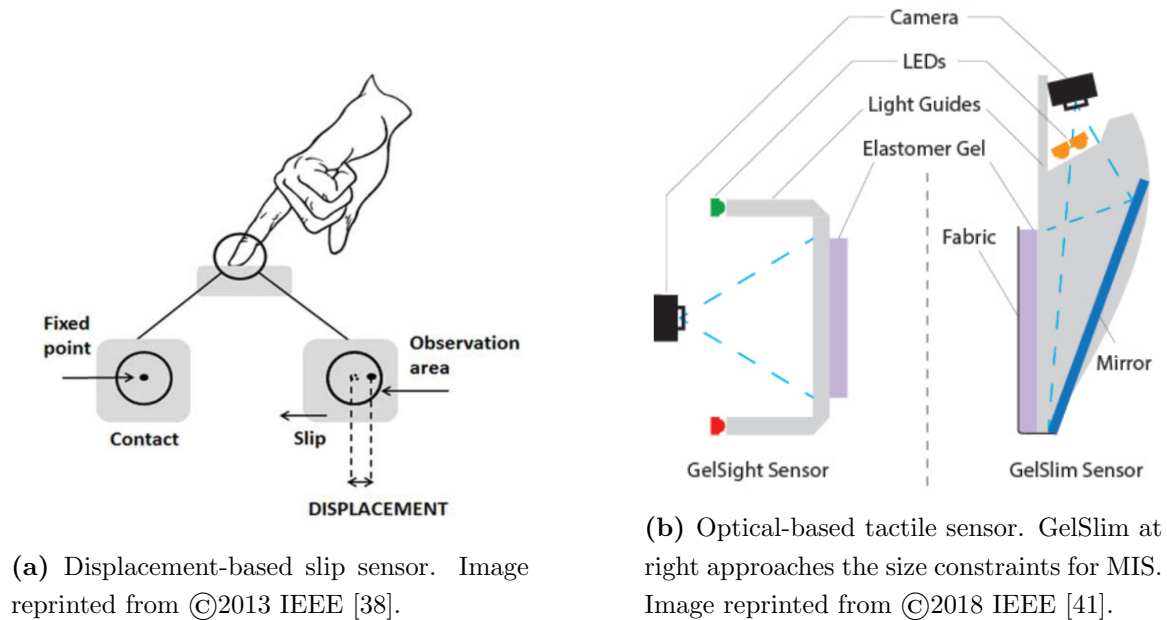 Fixed
point
Contact
Slip
Observation
area
DISPLACEMENT
(a) Displacement-based slip sensor. Image
reprinted from ©2013 IEEE [38].
Camera
LEDs
Light Guides
Elastomer Gel
Fabric
Mirror
GelSight Sensor
GelSlim Sensor
(b) Optical-based tactile sensor. GelSlim at
right approaches the size constraints for MIS.
Image reprinted from ©2018 IEEE [41].